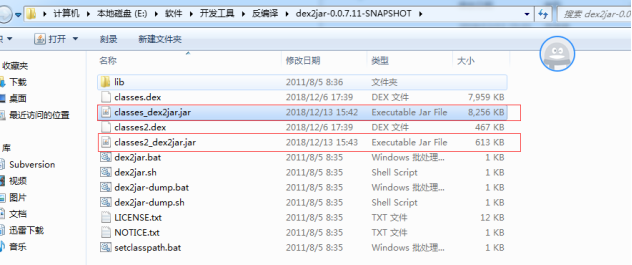 计算机 ▸ 本地磁盘 (E:) ▸ 软件 ▸ 开发工具 ▸ 反编译 ▸ dex2jar-0.0.7.11-SNAPSHOT ▸ 搜索 dex2jar-0.0
打开 刻录 新建文件夹
收藏夹
下载
桌面
最近访问的位置
库
Subversion
视频
图片
文档
迅雷下载
音乐
名称 修改日期 类型 大小
lib 2011/8/5 8:36 文件夹
classes.dex 2018/12/6 17:39 DEX 文件 7,959 KB
classes_dex2jar.jar 2018/12/13 15:42 Executable Jar File 8,256 KB
classes2.dex 2018/12/6 17:39 DEX 文件 467 KB
classes2_dex2jar.jar 2018/12/13 15:43 Executable Jar File 613 KB
dex2jar.bat 2011/8/5 8:35 Windows 批处理... 1 KB
dex2jar.sh 2011/8/5 8:35 Shell Script 1 KB
dex2jar-dump.bat 2011/8/5 8:35 Windows 批处理... 1 KB
dex2jar-dump.sh 2011/8/5 8:35 Shell Script 1 KB
LICENSE.txt 2011/8/5 8:35 TXT 文件 12 KB
NOTICE.txt 2011/8/5 8:35 TXT 文件 1 KB
setclasspath.bat 2011/8/5 8:35 Windows 批处理... 1 KB